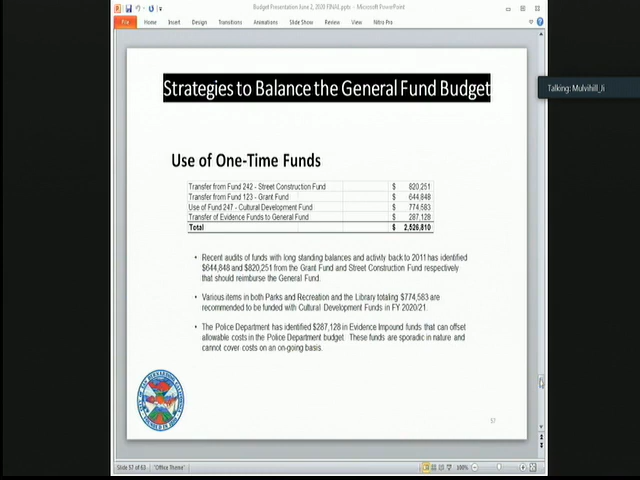 Budget Presentation June 2, 2020 FINAL.pptx - Microsoft PowerPoint
File Home Insert Design Transitions Animations Slide Show Review View Nitro Pro
Strategies to Balance the General Fund Budget
Talking: Mulvihill_Ji
Use of One-Time Funds
Transfer from Fund 242 - Street Construction Fund $ 820,251
Transfer from Fund 123 - Grant Fund $ 644,848
Use of Fund 247 - Cultural Development Fund $ 774,583
Transfer of Evidence Funds to General Fund $ 287,128
Total $ 2,526,810
• Recent audits of funds with long standing balances and activity back to 2011 has identified
$644,848 and $820,251 from the Grant Fund and Street Construction Fund respectively
that should reimburse the General Fund.
• Various items in both Parks and Recreation and the Library totaling $774,583 are
recommended to be funded with Cultural Development Funds in FY 2020/21.
• The Police Department has identified $287,128 in Evidence Impound funds that can offset
allowable costs in the Police Department budget. These funds are sporadic in nature and
cannot cover costs on an on-going basis.
57
Slide 57 of 63 "Office Theme" 100%